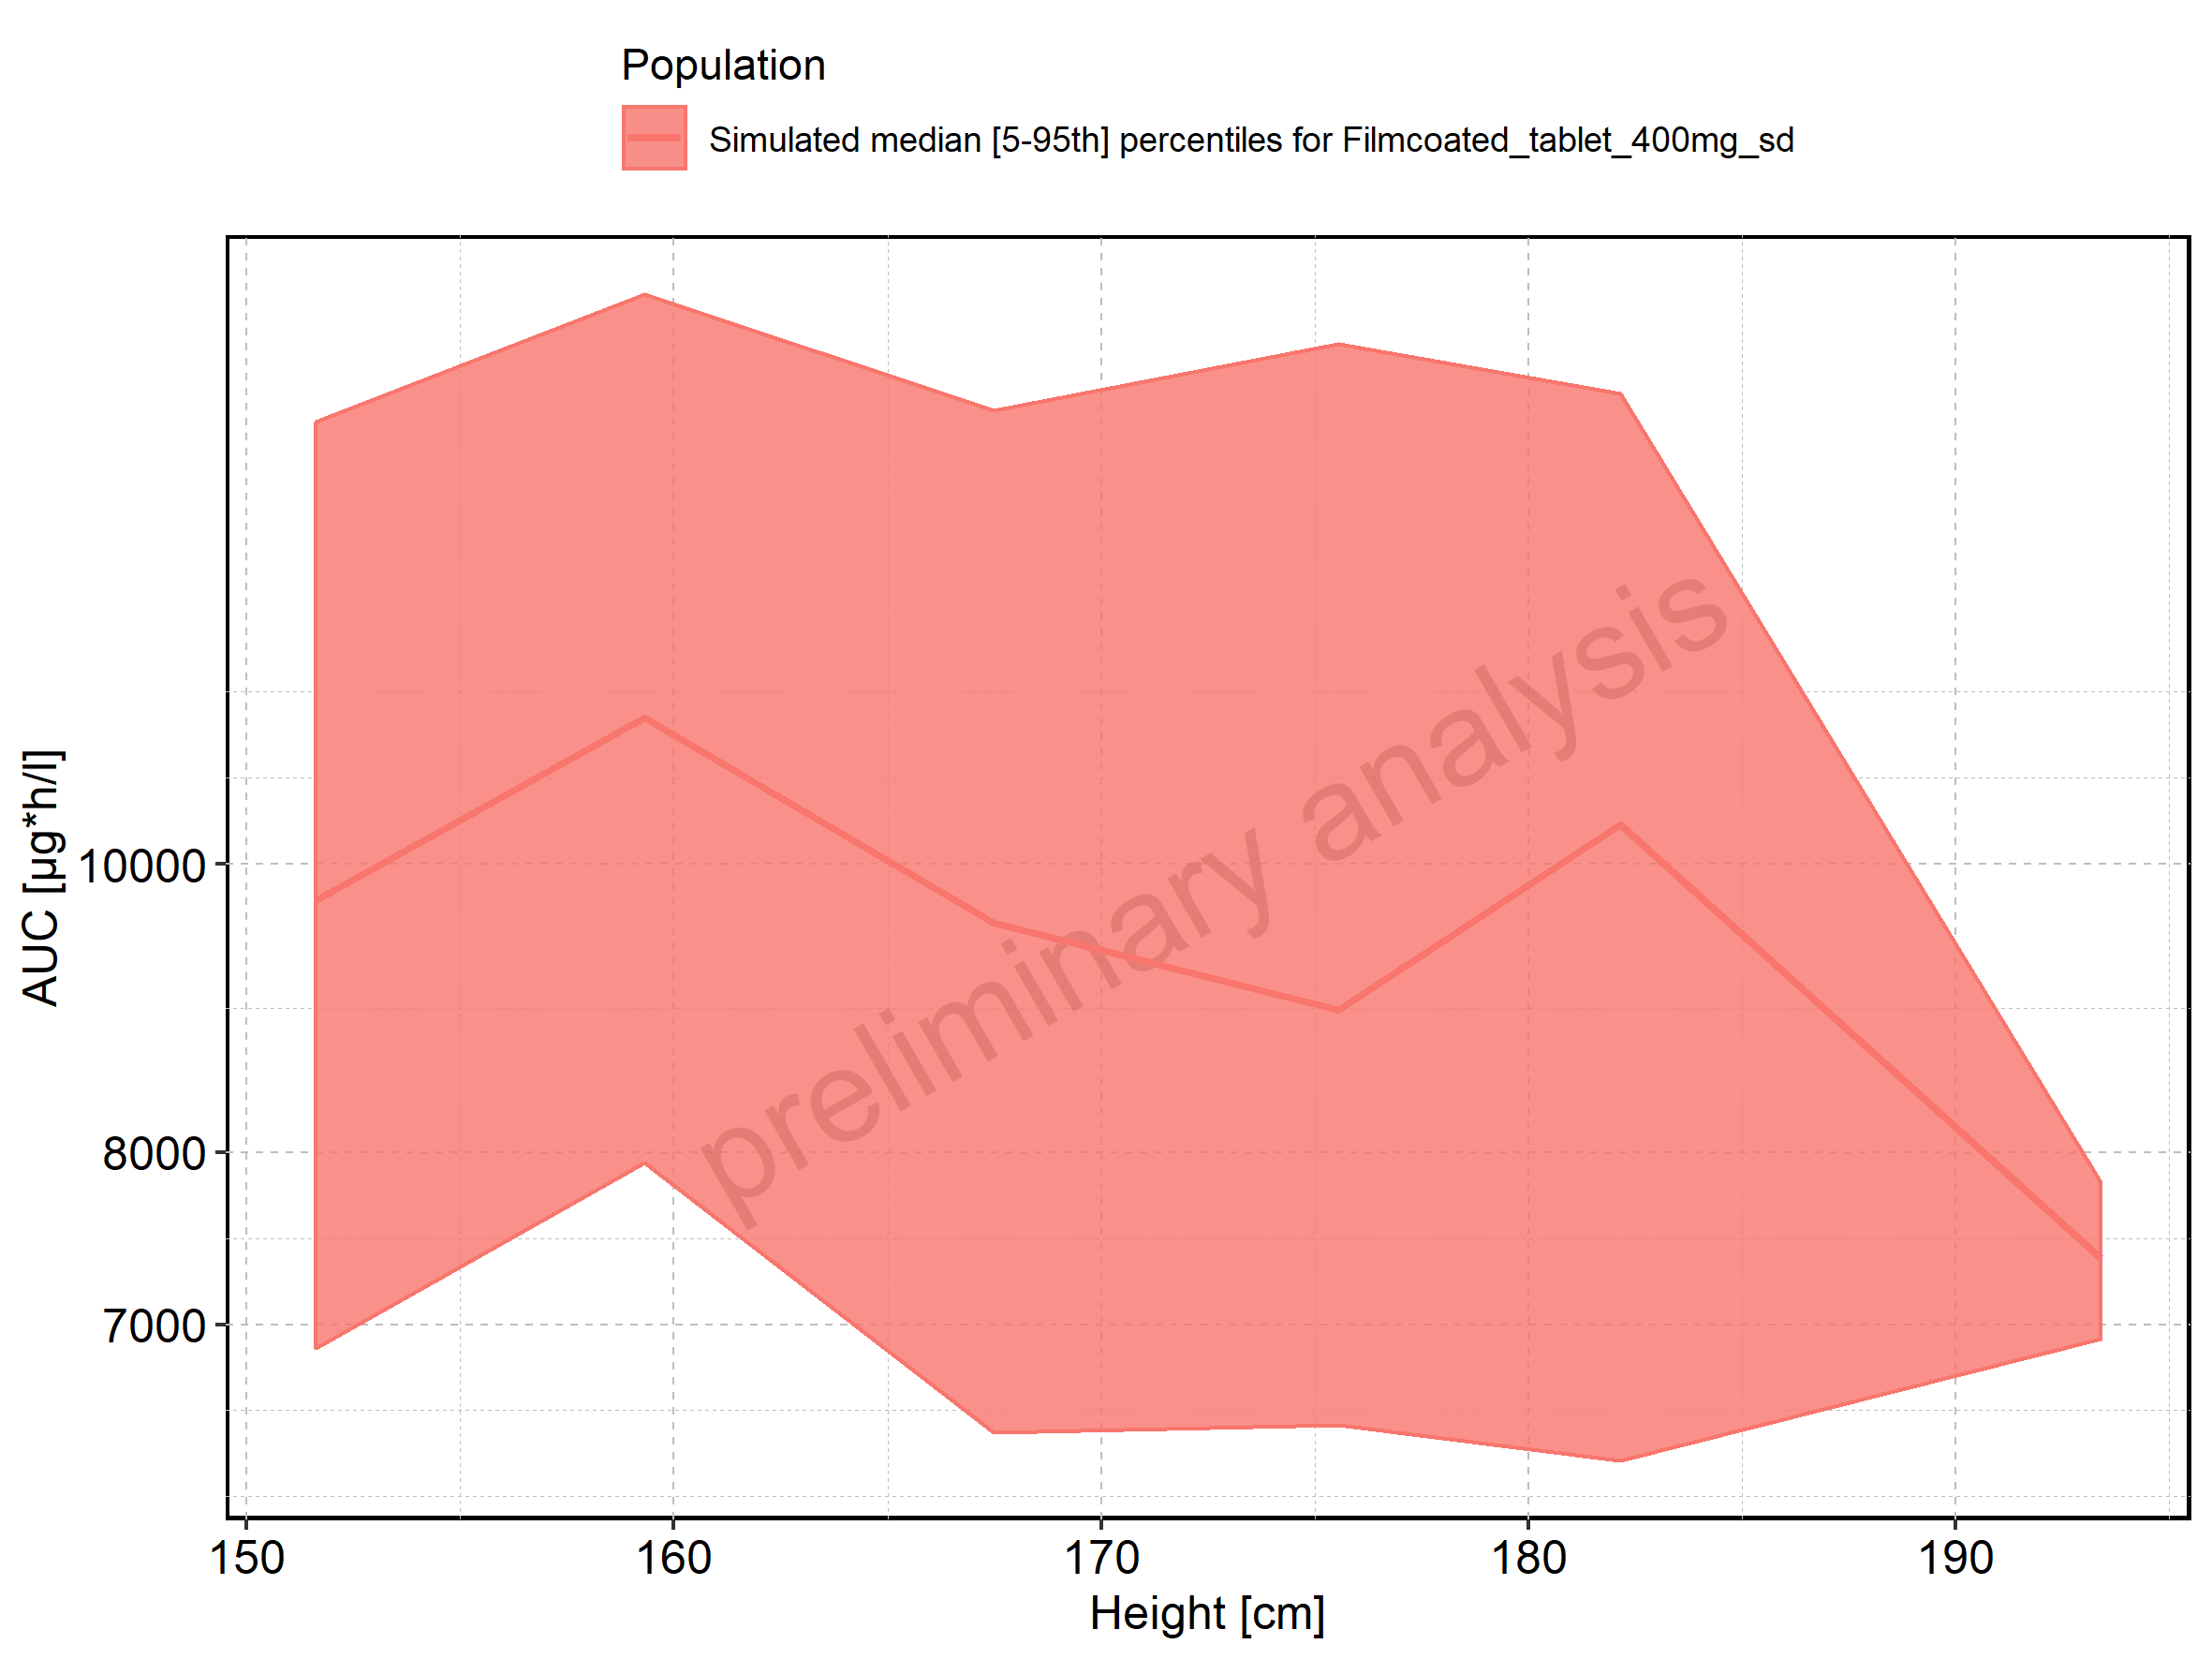 Population
Simulated median [5-95th] percentiles for Filmcoated_tablet_400mg_sd
AUC [µg*h/l]
10000
8000
7000
preliminary analysis
150 160 170 180 190
Height [cm]